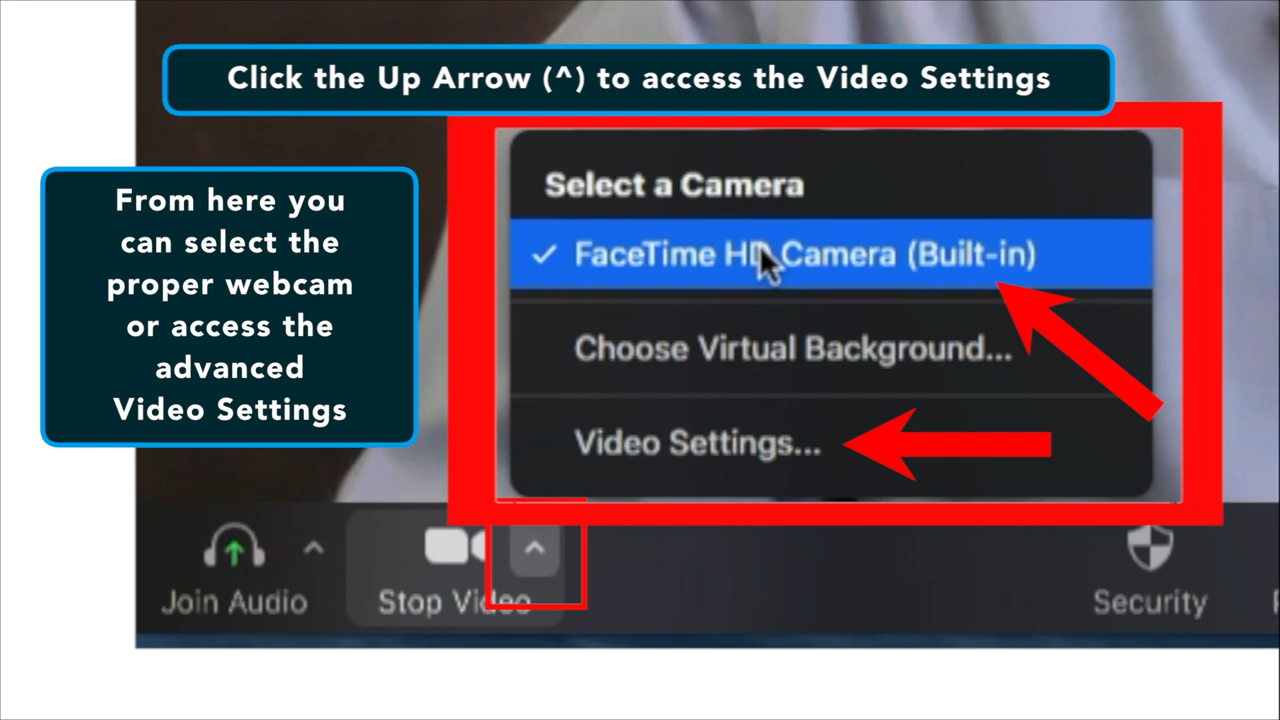 Click the Up Arrow (^) to access the Video Settings
From here you
can select the
proper webcam
or access the
advanced
Video Settings
Select a Camera
✓ FaceTime HD Camera (Built-in)
Choose Virtual Background...
Video Settings...
Join Audio
Stop Video
Security